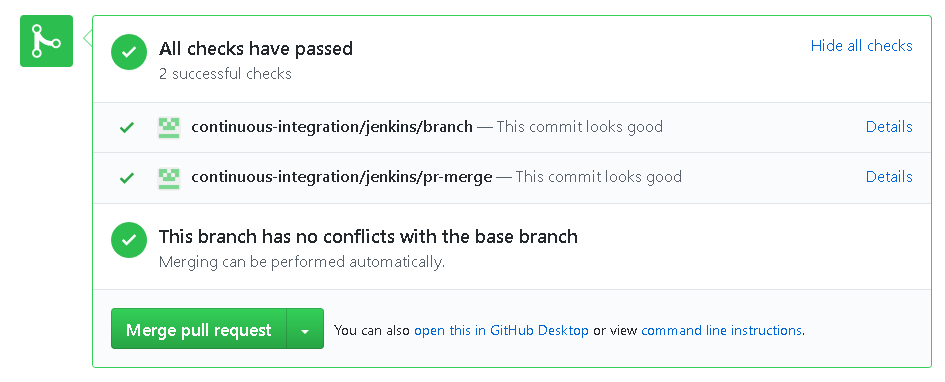 All checks have passed
Hide all checks
2 successful checks
continuous-integration/jenkins/branch — This commit looks good
Details
continuous-integration/jenkins/pr-merge — This commit looks good
Details
This branch has no conflicts with the base branch
Merging can be performed automatically.
Merge pull request
You can also open this in GitHub Desktop or view command line instructions.